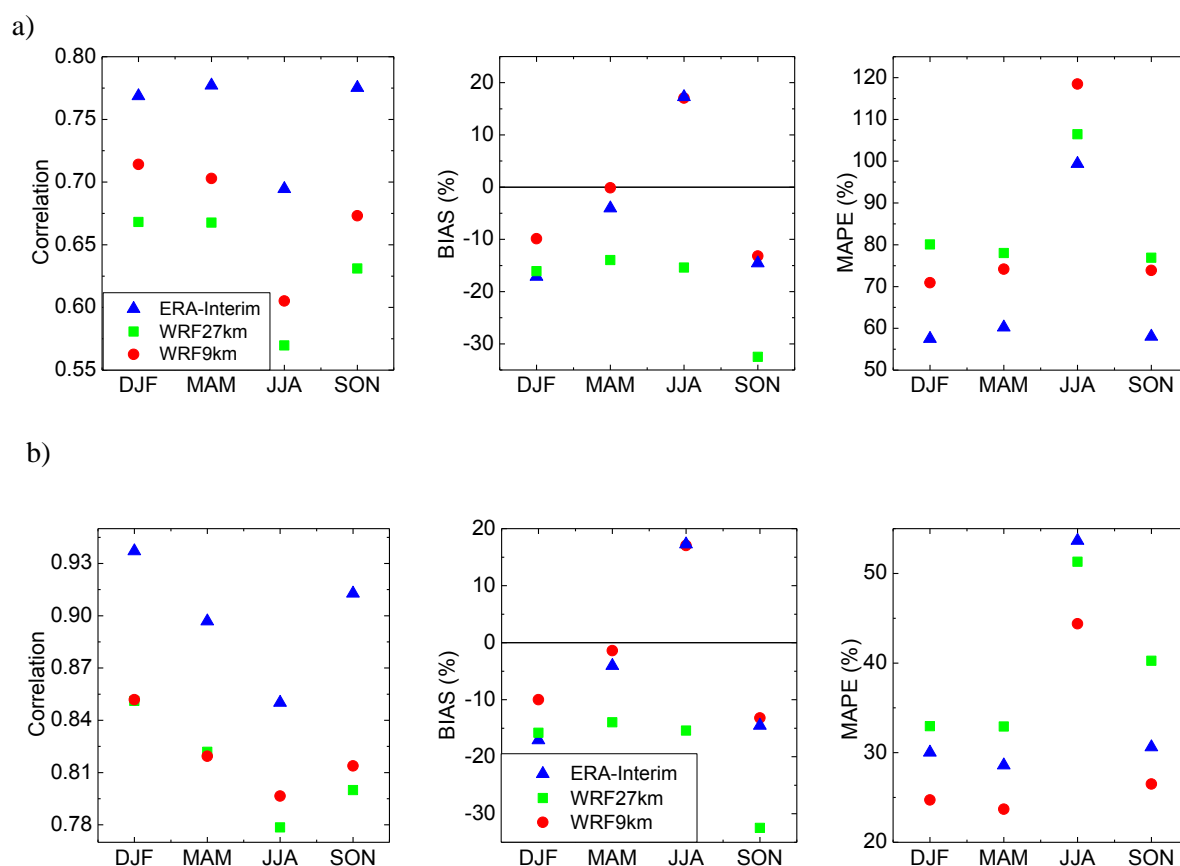 a)
Correlation
0.80
0.75
0.70
0.65
0.60
0.55
ERA-Interim
WRF27km
WRF9km
DJF MAM JJA SON
BIAS (%)
20
10
0
-10
-20
-30
DJF MAM JJA SON
MAPE (%)
120
110
100
90
80
70
60
50
DJF MAM JJA SON
b)
Correlation
0.93
0.90
0.87
0.84
0.81
0.78
DJF MAM JJA SON
BIAS (%)
20
10
0
-10
-20
-30
ERA-Interim
WRF27km
WRF9km
DJF MAM JJA SON
MAPE (%)
50
40
30
20
DJF MAM JJA SON